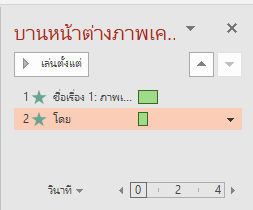 บานหน้าต่างภาพเค..
เล่นตั้งแต่
1 ชื่อเรื่อง 1: ภาพเ...
2 โดย
วินาที 0 2 4